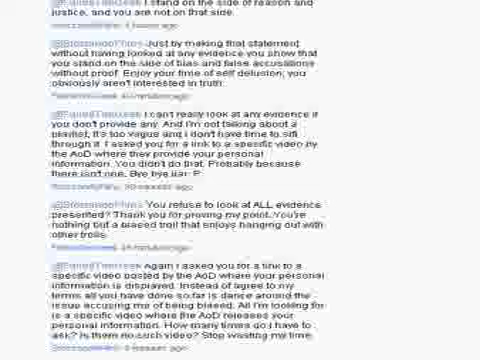 I stand on the side of reason and
justice, and you are not on that side.
hours ago
Just by making that statement
without having looked at any evidence you show that
you stand on the side of bias and false accusations
without proof. Enjoy your time of self delusion, you
obviously aren't interested in truth.
minutes ago
I can't really look at any evidence if
you don't provide any. And I'm not talking about a
playlist, it's too vague and I don't have time to sift
through it. I asked you for a link to a specific video by
the AoD where they provide your personal
information. You didn't do that. Probably because
there isn't one. Bye bye liar :P
minutes ago
You refuse to look at ALL evidence
presented? Thank you for proving my point. You're
nothing but a biased troll that enjoys hanging out with
other trolls.
minutes ago
Again I asked you for a link to a
specific video posted by the AoD where your personal
information is displayed. Instead of agree to my
terms all you have done so far is dance around the
issue accusing me of being biased. All I'm looking for
is a specific video where the AoD releases your
personal information. How many times do I have to
ask? Is there no such video? Stop wasting my time.
ago